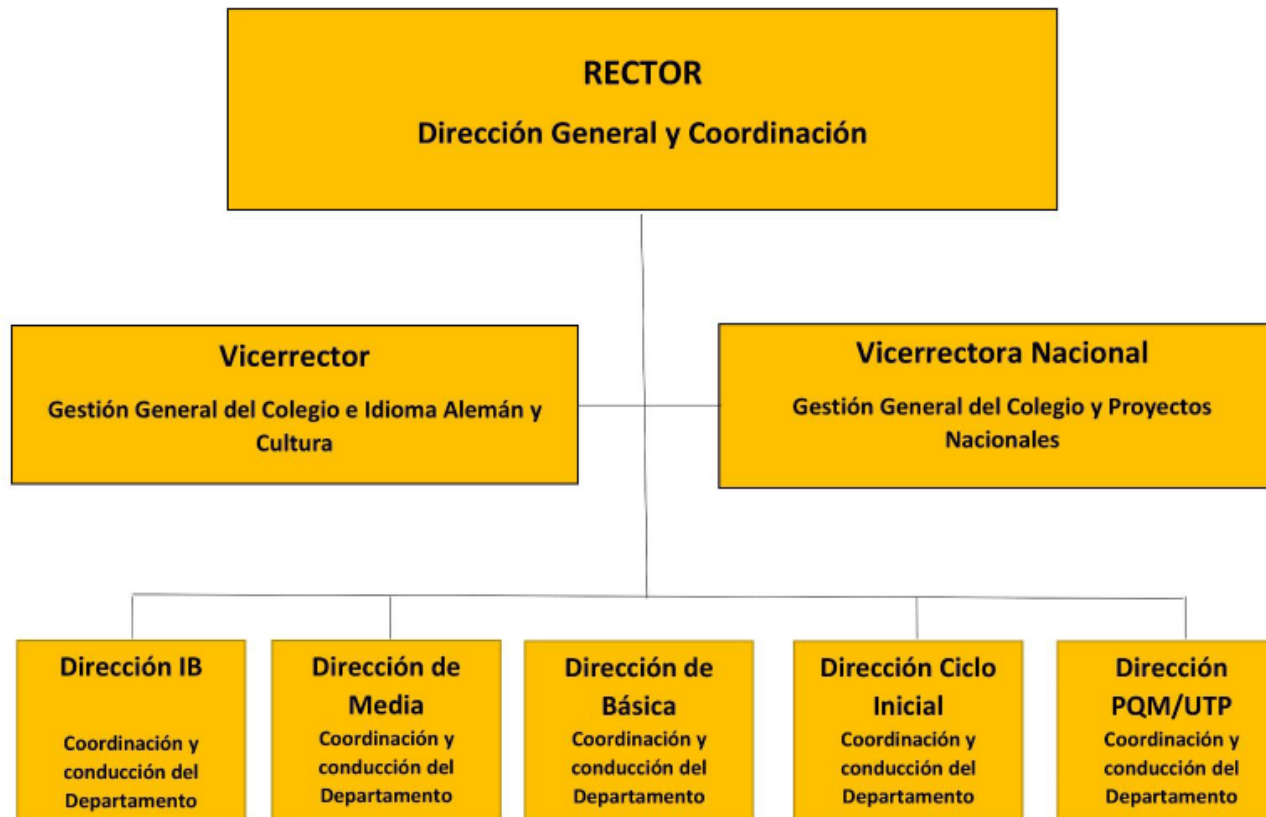 RECTOR
Dirección General y Coordinación
Vicerrector
Gestión General del Colegio e Idioma Alemán y
Cultura
Vicerrectora Nacional
Gestión General del Colegio y Proyectos
Nacionales
Dirección IB
Coordinación y
conducción del
Departamento
Dirección de
Media
Coordinación y
conducción del
Departamento
Dirección de
Básica
Coordinación y
conducción del
Departamento
Dirección Ciclo
Inicial
Coordinación y
conducción del
Departamento
Dirección
PQM/UTP
Coordinación y
conducción del
Departamento